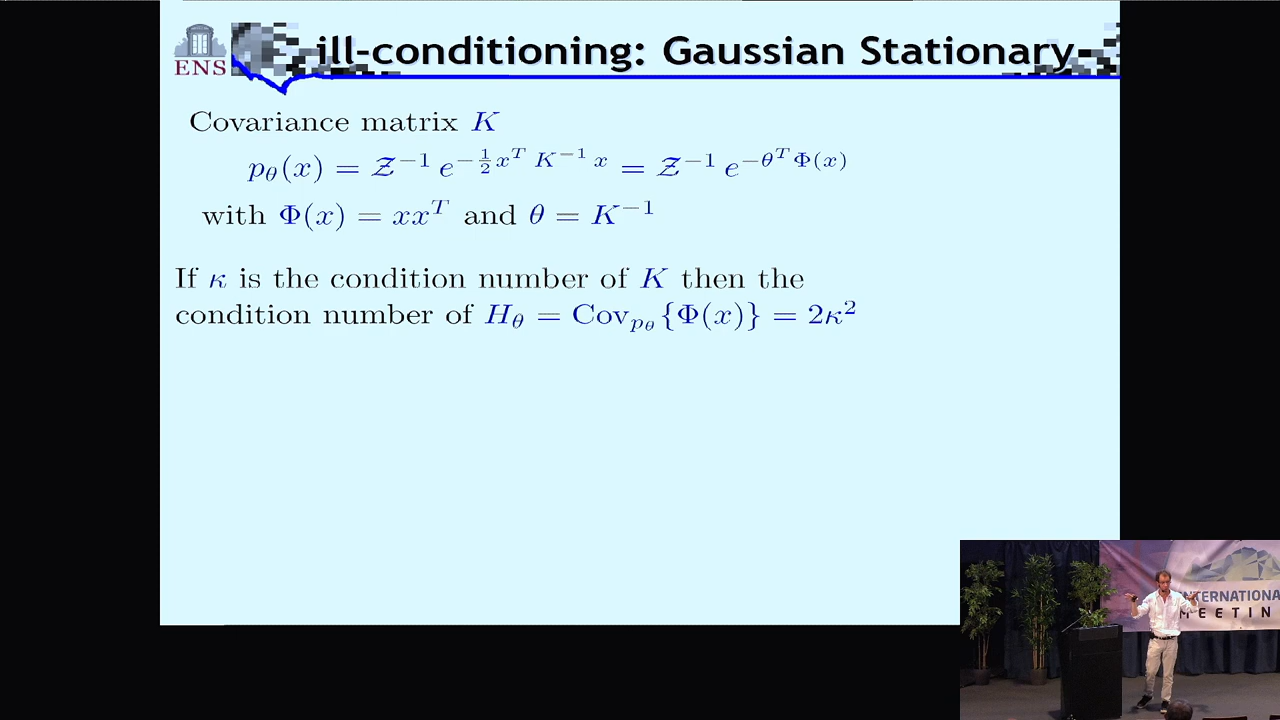 ENS
ill-conditioning: Gaussian Stationary
Covariance matrix K
p_θ(x) = Z^{-1} e^{-\frac{1}{2} x^T K^{-1} x} = Z^{-1} e^{-θ^T Φ(x)}
with Φ(x) = xx^T and θ = K^{-1}
If κ is the condition number of K then the
condition number of H_θ = Cov_{p_θ}{Φ(x)} = 2κ^2
INTERNATIONA
MEETIN